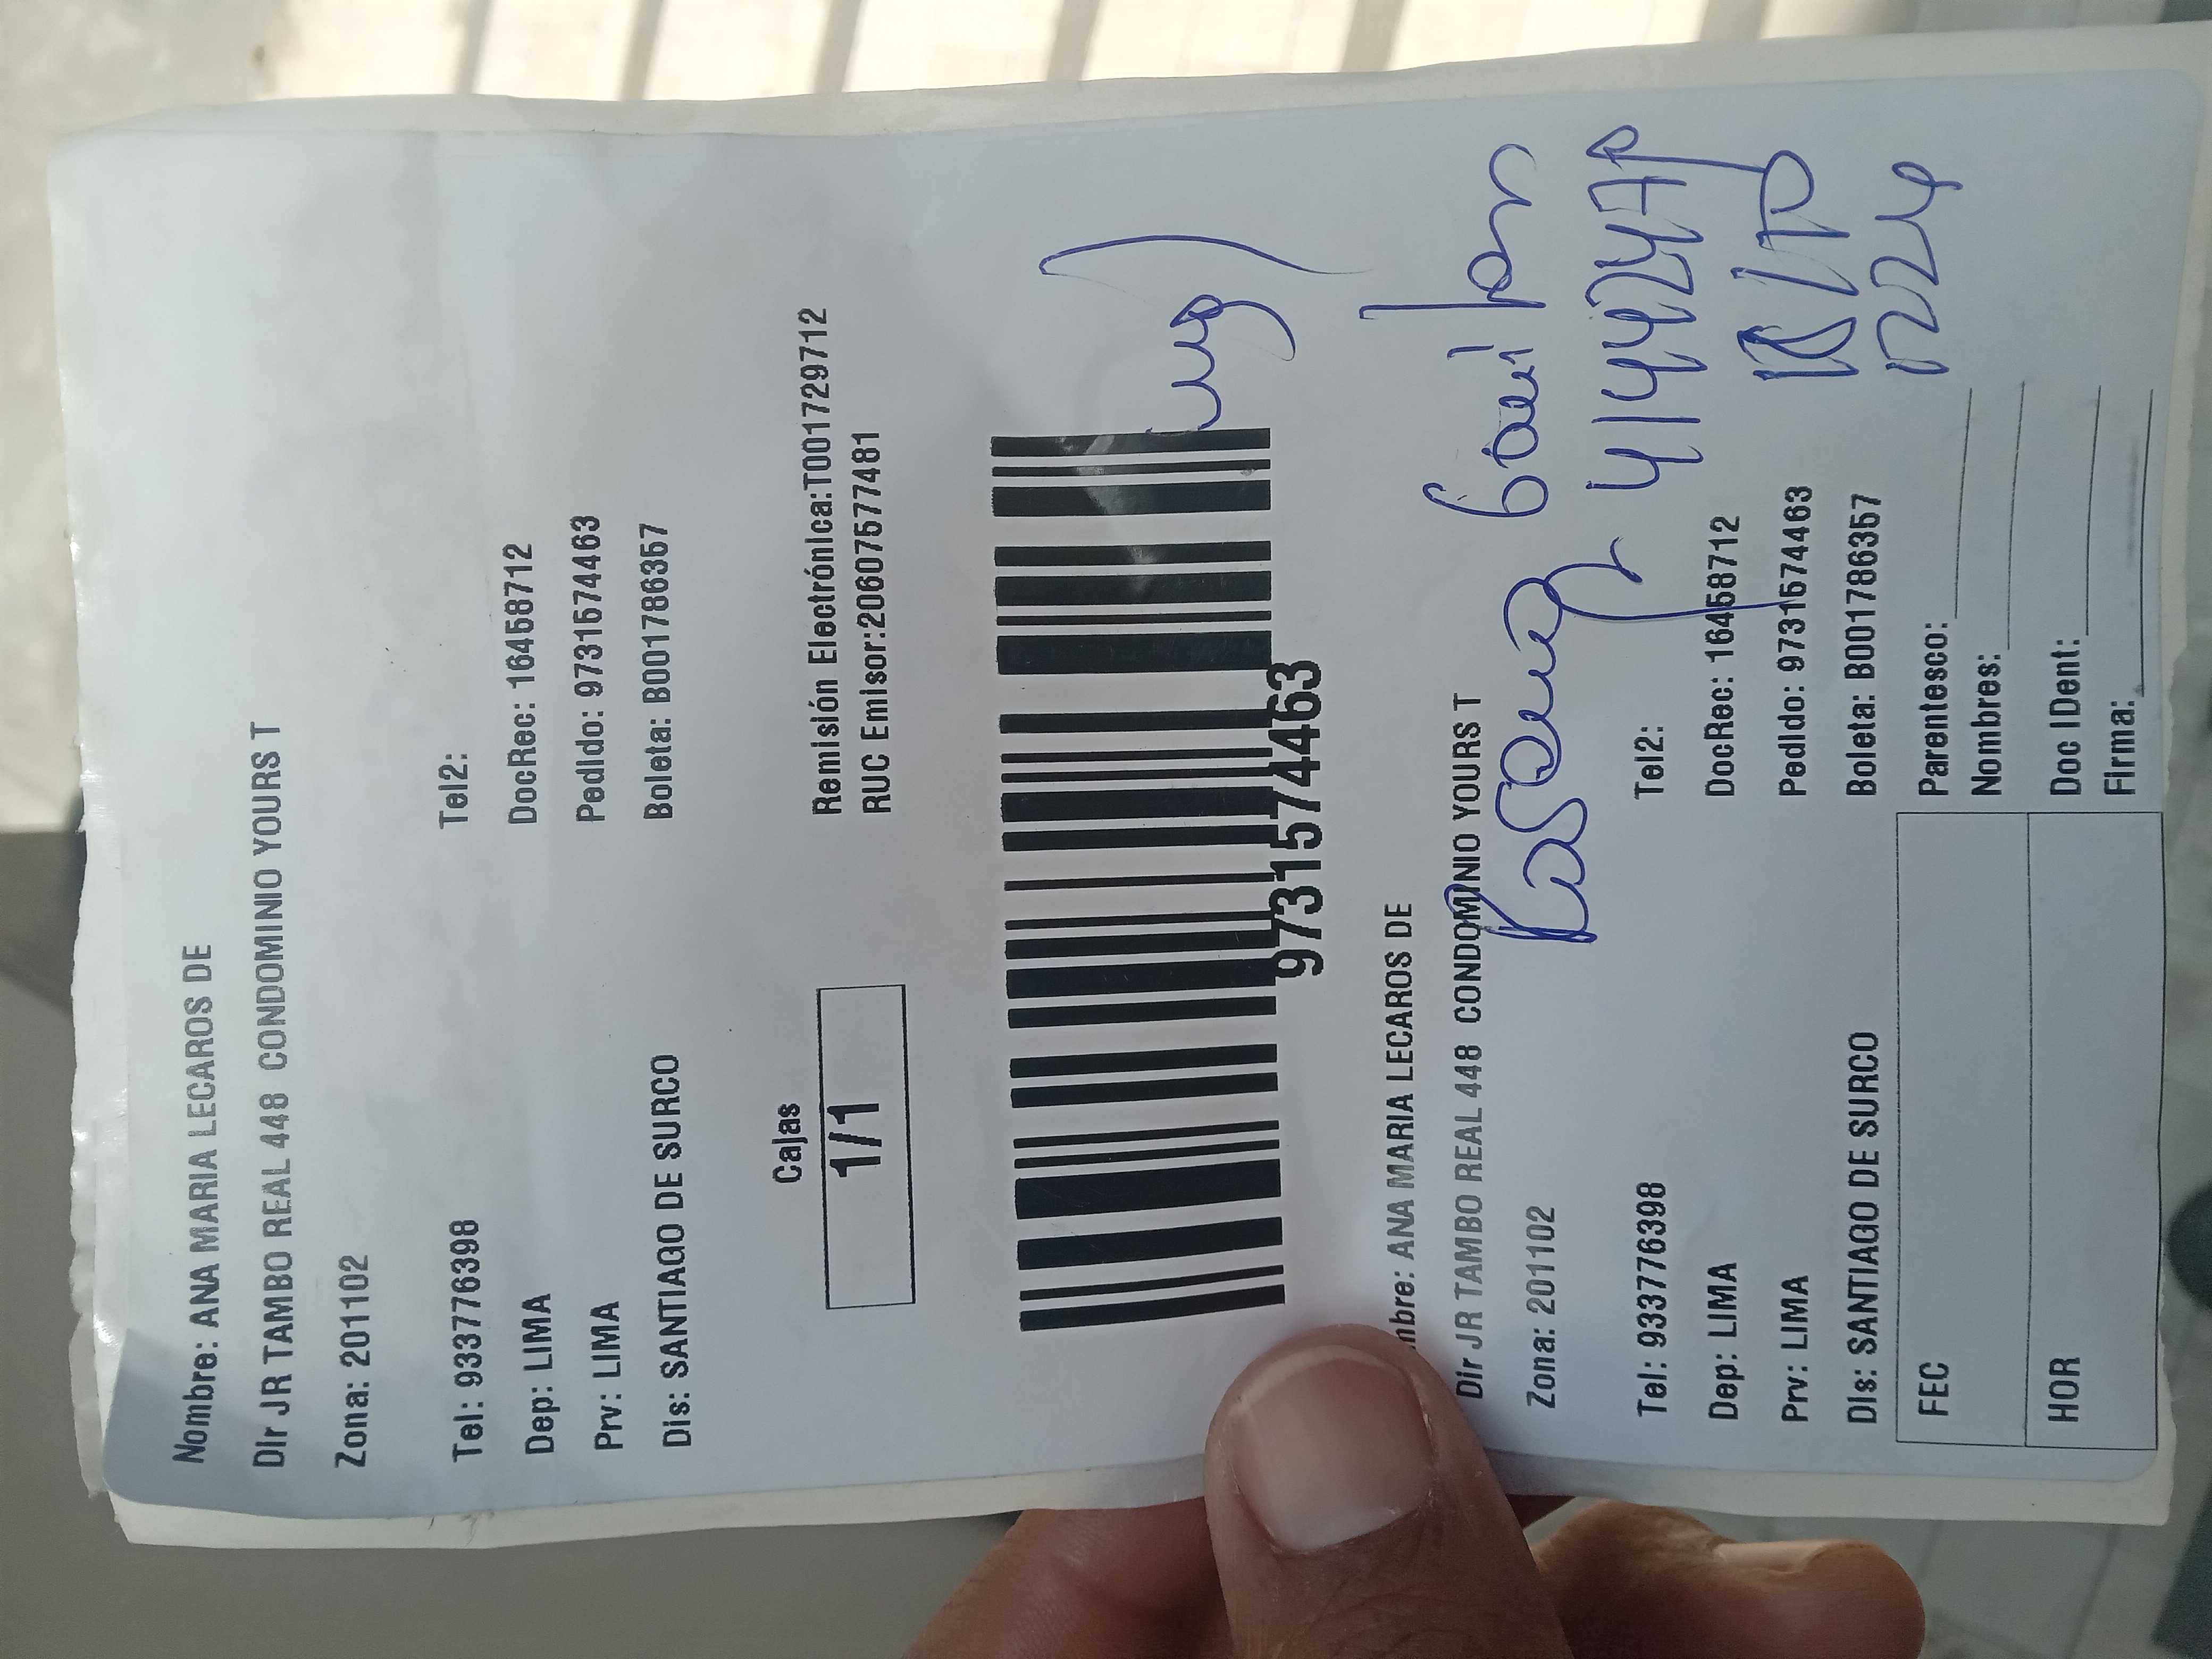 Nombre: ANA MARIA LECAROS DE
Dir JR TAMBO REAL 448 CONDOMINIO YOURS T
Zona: 201102
Tel: 933776398 Tel2:
Dep: LIMA DocRec: 16458712
Prv: LIMA Pedido: 97315574463
Dis: SANTIAGO DE SURCO Boleta: B001786357
Cajas
1/1
Remisión Electrónica:T001729712
RUC Emisor:20607577481
97315574463
mbre: ANA MARIA LECAROS DE
Dir JR TAMBO REAL 448 CONDOMINIO YOURS T
Zona: 201102
Tel: 933776398 Tel2:
Dep: LIMA DocRec: 16458712
Prv: LIMA Pedido: 97315574463
Dis: SANTIAGO DE SURCO Boleta: B001786357
FEC
HOR
Parentesco:
Nombres:
Doc IDent:
Firma: